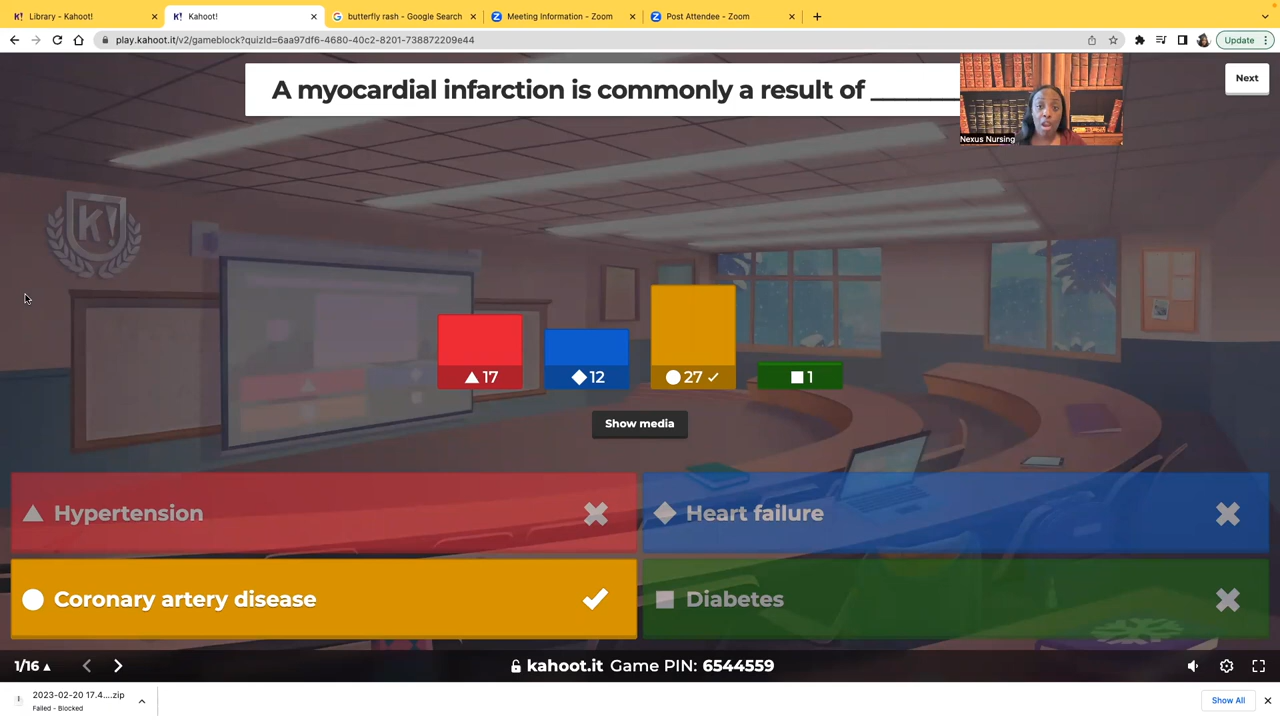 Library - Kahoot!
Kahoot!
butterfly rash - Google Search
Meeting Information - Zoom
Post Attendee - Zoom
play.kahoot.it/v2/gameblock?quizId=6aa97df6-4680-40c2-8201-738872209e44
Update
A myocardial infarction is commonly a result of ________
Next
Nexus Nursing
K!
17
12
27
1
Show media
Hypertension
Heart failure
Coronary artery disease
Diabetes
1/16
kahoot.it Game PIN: 6544559
2023-02-20 17.4....zip
Failed - Blocked
Show All